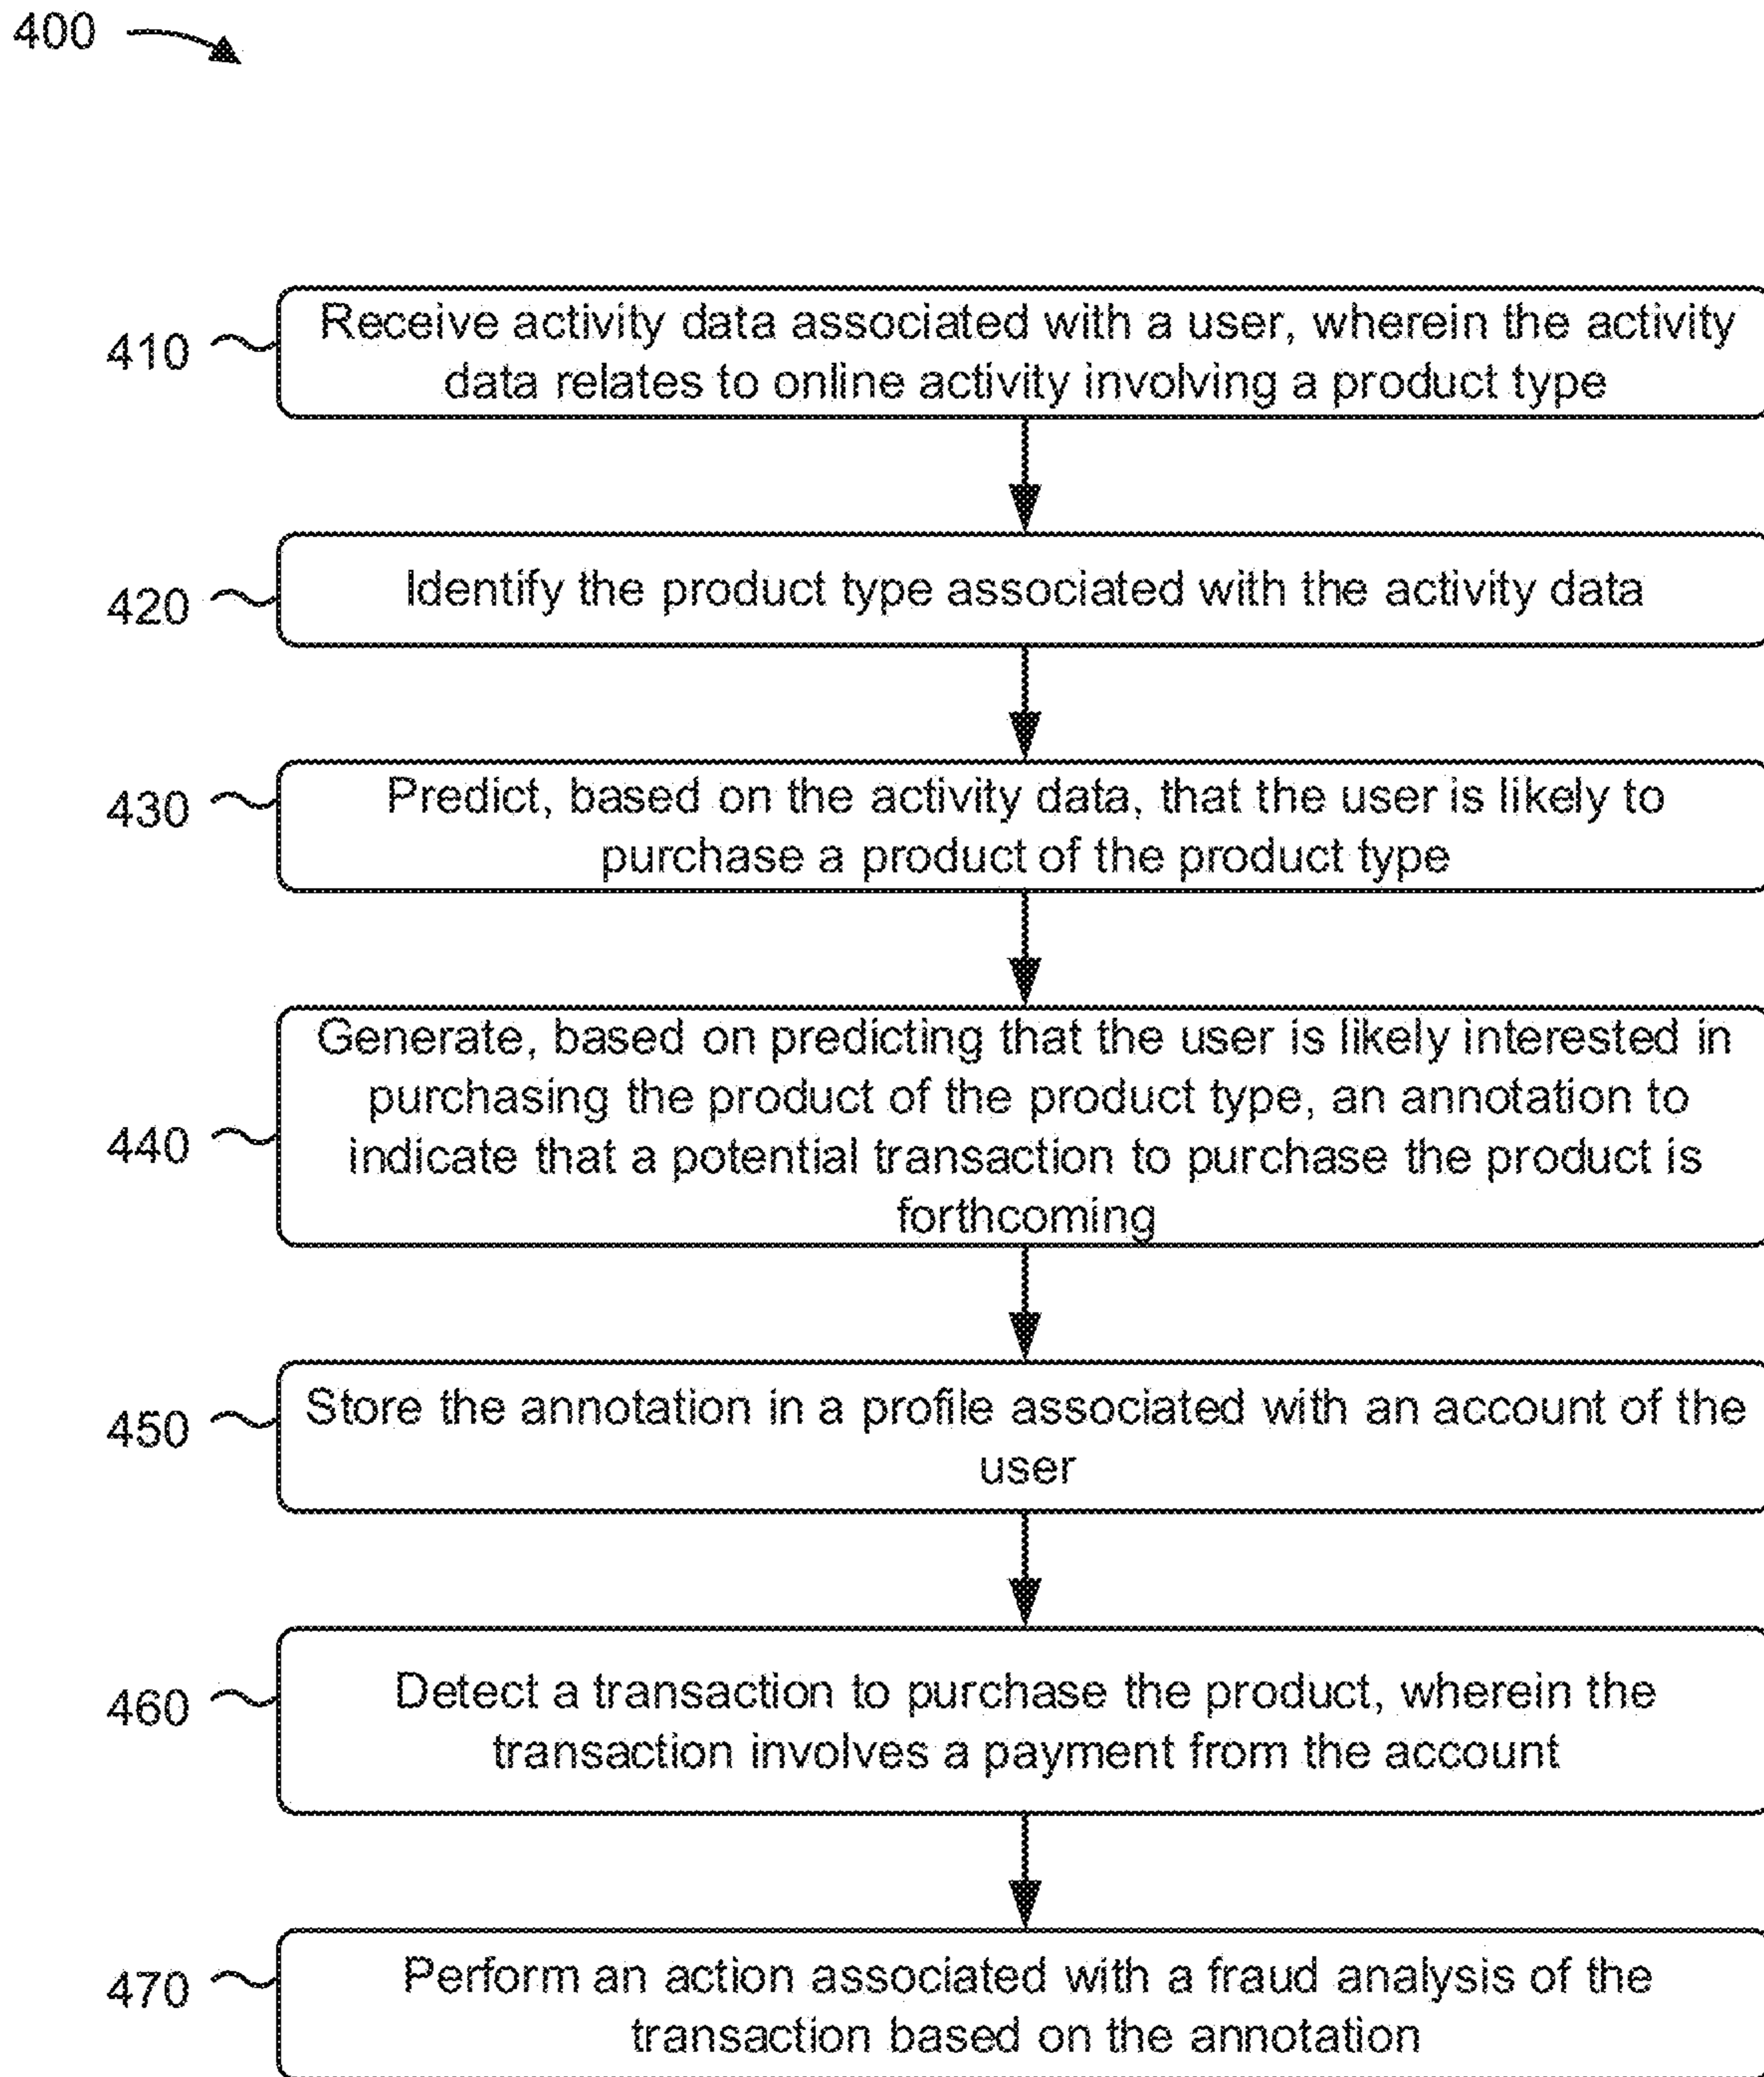 400
410
Receive activity data associated with a user, wherein the activity
data relates to online activity involving a product type
420
Identify the product type associated with the activity data
430
Predict, based on the activity data, that the user is likely to
purchase a product of the product type
440
Generate, based on predicting that the user is likely interested in
purchasing the product of the product type, an annotation to
indicate that a potential transaction to purchase the product is
forthcoming
450
Store the annotation in a profile associated with an account of the
user
460
Detect a transaction to purchase the product, wherein the
transaction involves a payment from the account
470
Perform an action associated with a fraud analysis of the
transaction based on the annotation